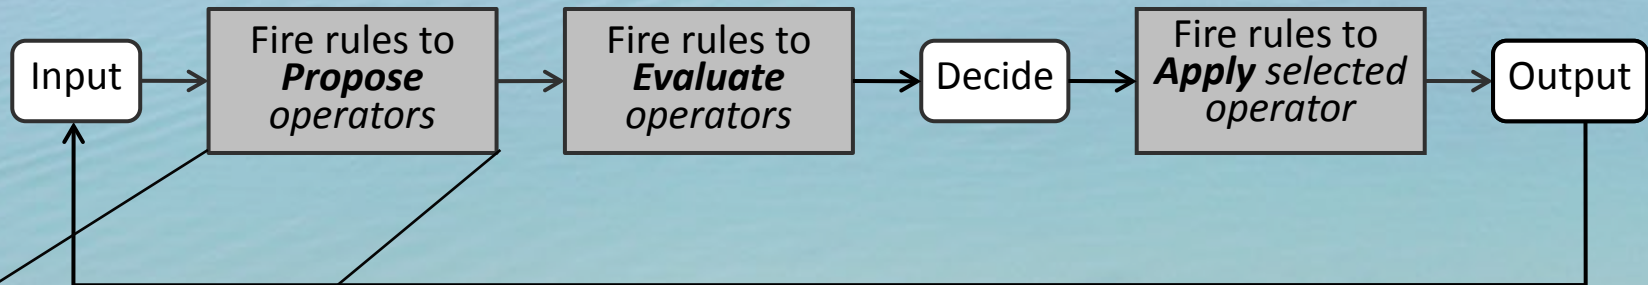 Input
Fire rules to
Propose
operators
Fire rules to
Evaluate
operators
Decide
Fire rules to
Apply selected
operator
Output